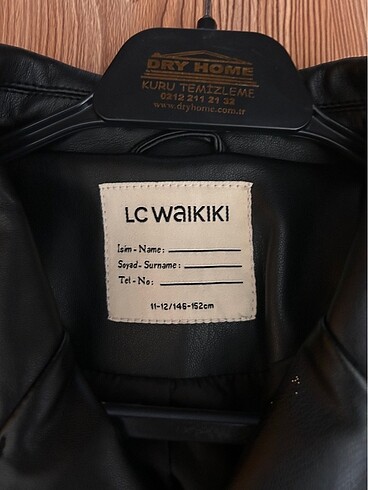 DRY HOME
KURU TEMİZLEME
0212 211 21 32
www.dryhome.com.tr
LC WAIKIKI
İsim - Name:
Soyad - Surname:
Tel - No:
11-12/146-152cm